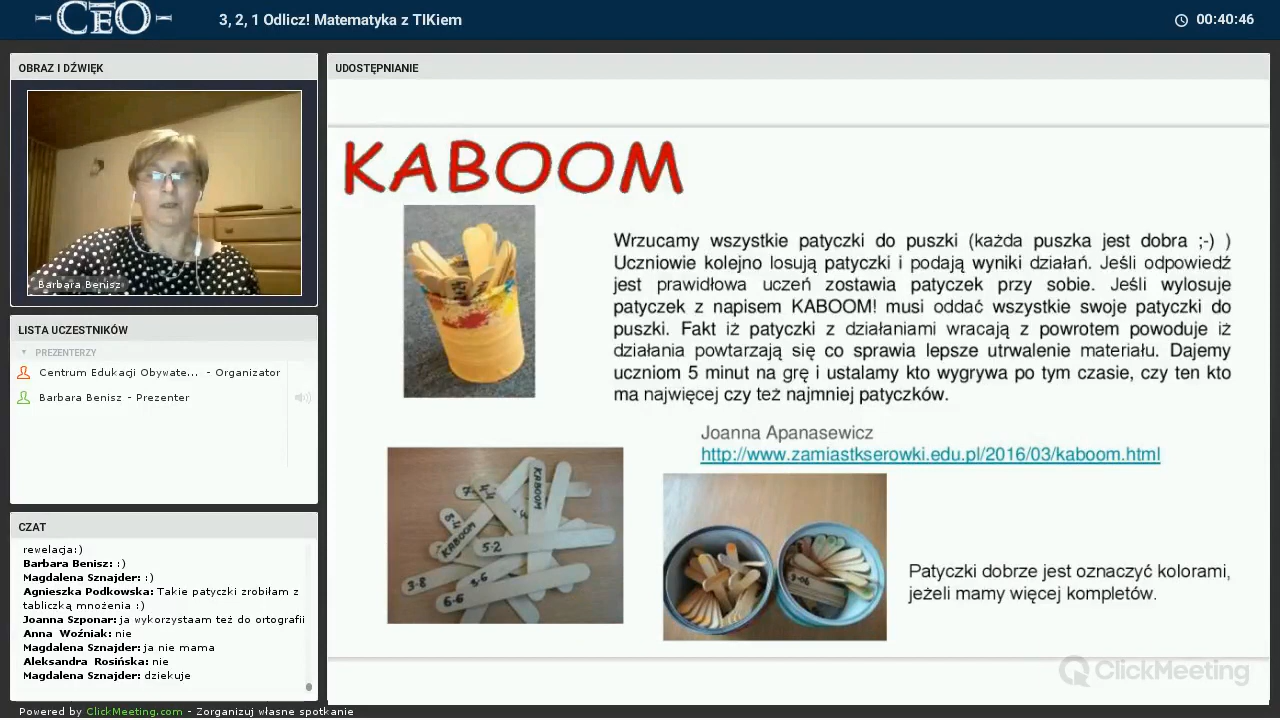 CEO
3, 2, 1 Odlicz! Matematyka z TIKiem
00:40:46
OBRAZ I DŹWIĘK
Barbara Benisz
LISTA UCZESTNIKÓW
PREZENTERZY
Centrum Edukacji Obywate... - Organizator
Barbara Benisz - Prezenter
CZAT
rewelacja:)
Barbara Benisz: :)
Magdalena Sznajder: :)
Agnieszka Podkowska: Takie patyczki zrobiłam z
tabliczką mnożenia :)
Joanna Szponar: ja wykorzystaam też do ortografii
Anna Woźniak: nie
Magdalena Sznajder: ja nie mama
Aleksandra Rosińska: nie
Magdalena Sznajder: dziekuje
Powered by ClickMeeting.com - Zorganizuj własne spotkanie
UDOSTĘPNIANIE
KABOOM
Wrzucamy wszystkie patyczki do puszki (każda puszka jest dobra ;-) )
Uczniowie kolejno losują patyczki i podają wyniki działań. Jeśli odpowiedź
jest prawidłowa uczeń zostawia patyczek przy sobie. Jeśli wylosuje
patyczek z napisem KABOOM! musi oddać wszystkie swoje patyczki do
puszki. Fakt iż patyczki z działaniami wracają z powrotem powoduje iż
działania powtarzają się co sprawia lepsze utrwalenie materiału. Dajemy
uczniom 5 minut na grę i ustalamy kto wygrywa po tym czasie, czy ten kto
ma najwięcej czy też najmniej patyczków.
Joanna Apanasewicz
http://www.zamiastkserowki.edu.pl/2016/03/kaboom.html
KABOOM
KABOOM
5·2
3·8
3·6
6·6
Patyczki dobrze jest oznaczyć kolorami,
jeżeli mamy więcej kompletów.
ClickMeeting